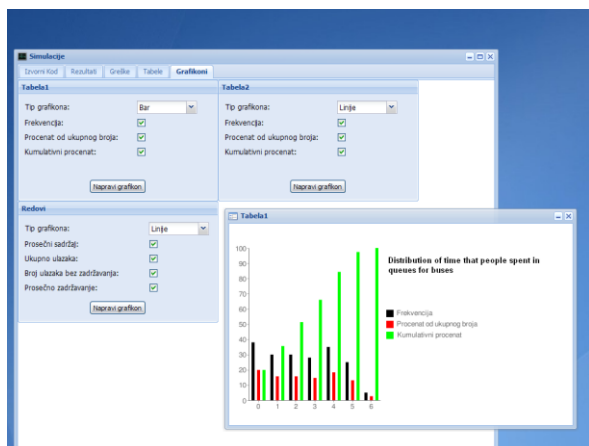 Simulacije
Izvorni Kod Rezultati Greške Tabele Grafikoni
Tabela1
Tip grafikona: Bar
Frekvencija:
Procenat od ukupnog broja:
Kumulativni procenat:
Napravi grafikon
Tabela2
Tip grafikona: Linije
Frekvencija:
Procenat od ukupnog broja:
Kumulativni procenat:
Napravi grafikon
Redovi
Tip grafikona: Linije
Prosečni sadržaj:
Ukupno ulazaka:
Broj ulazaka bez zadržavanja:
Prosečno zadržavanje:
Napravi grafikon
Tabela1
Distribution of time that people spent in
queues for buses
Frekvencija
Procenat od ukupnog broja
Kumulativni procenat
100
90
80
70
60
50
40
30
20
10
0
0 1 2 3 4 5 6